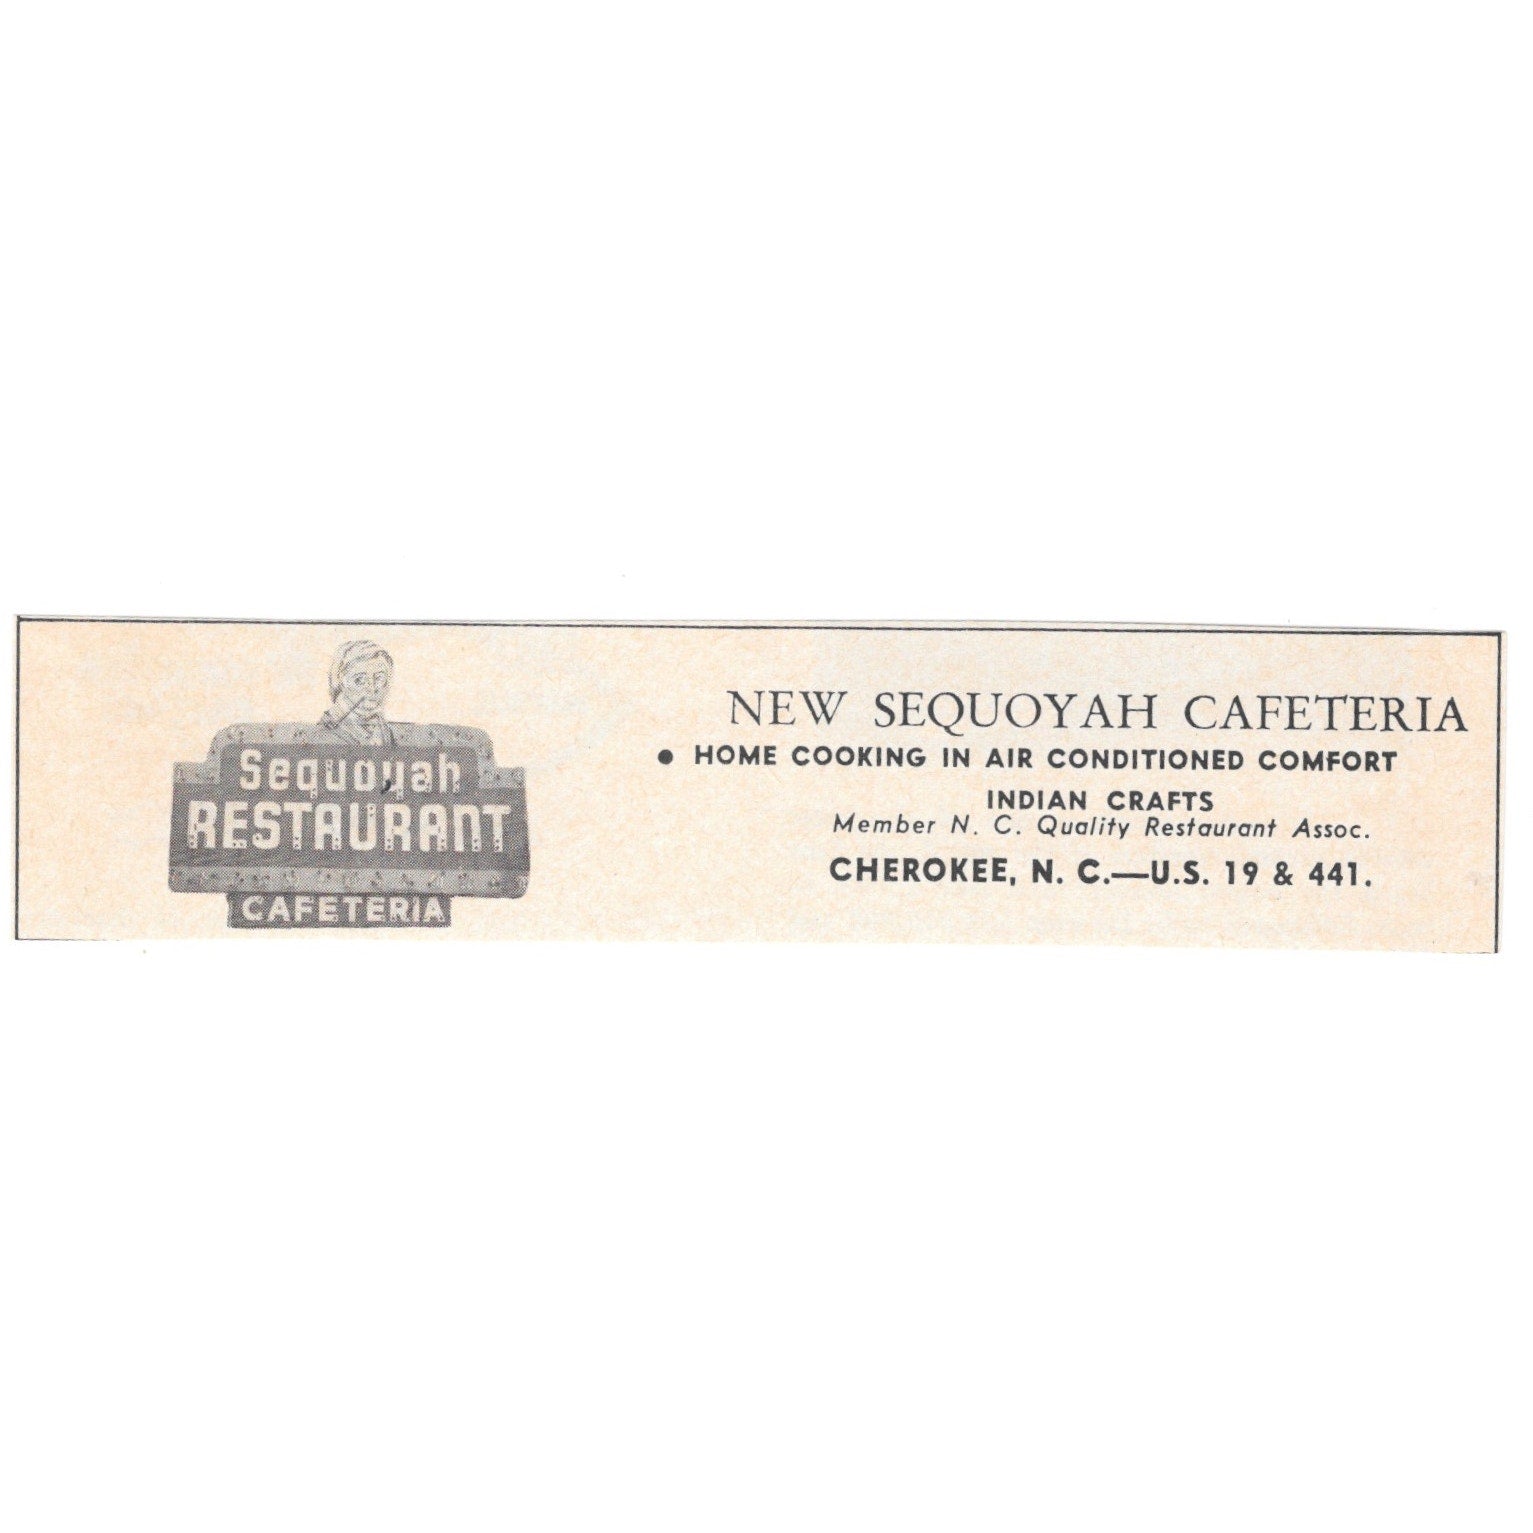 Sequoyah
RESTAURANT
CAFETERIA
NEW SEQUOYAH CAFETERIA
● HOME COOKING IN AIR CONDITIONED COMFORT
INDIAN CRAFTS
Member N. C. Quality Restaurant Assoc.
CHEROKEE, N. C.—U.S. 19 & 441.